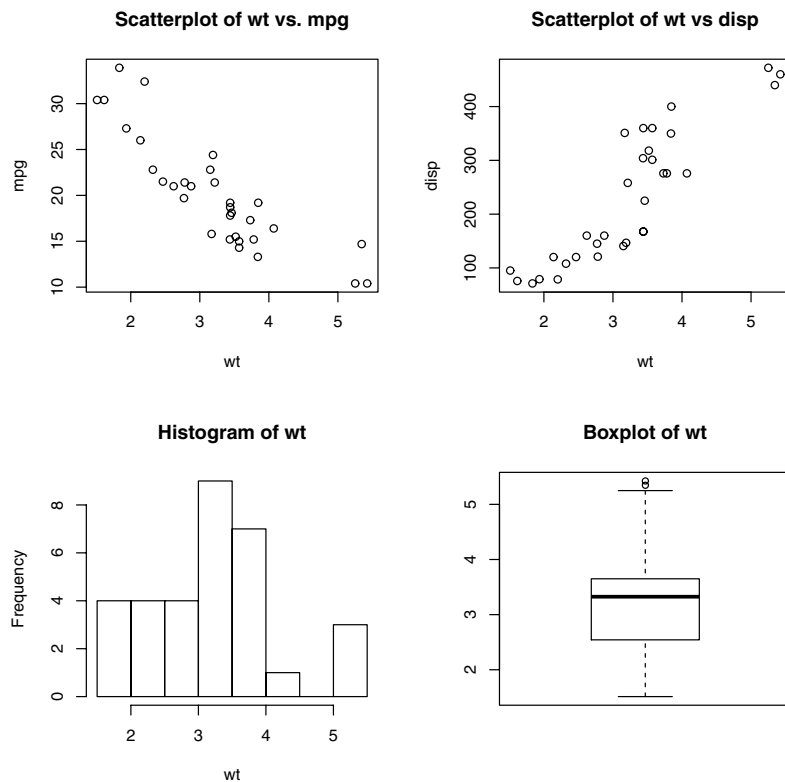 Scatterplot of wt vs. mpg
mpg
30
25
20
15
10
2 3 4 5
wt
Scatterplot of wt vs disp
disp
400
300
200
100
2 3 4 5
wt
Histogram of wt
Frequency
8
6
4
2
0
2 3 4 5
wt
Boxplot of wt
5
4
3
2